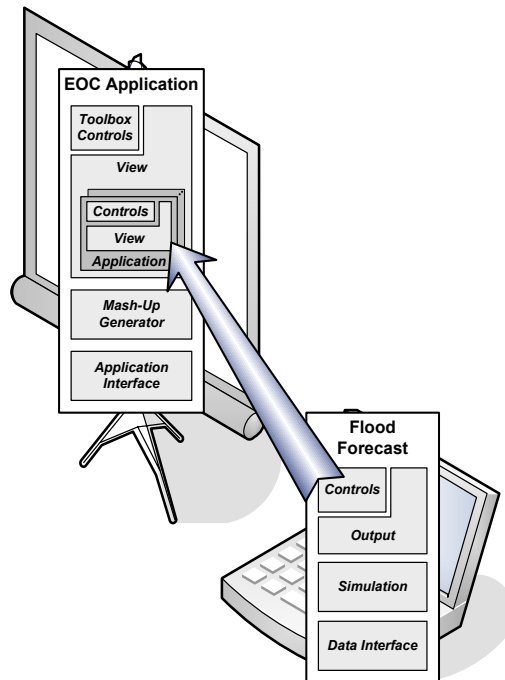 EOC Application
Toolbox
Controls
View
Controls
View
Application
Mash-Up
Generator
Application
Interface
Flood
Forecast
Controls
Output
Simulation
Data Interface